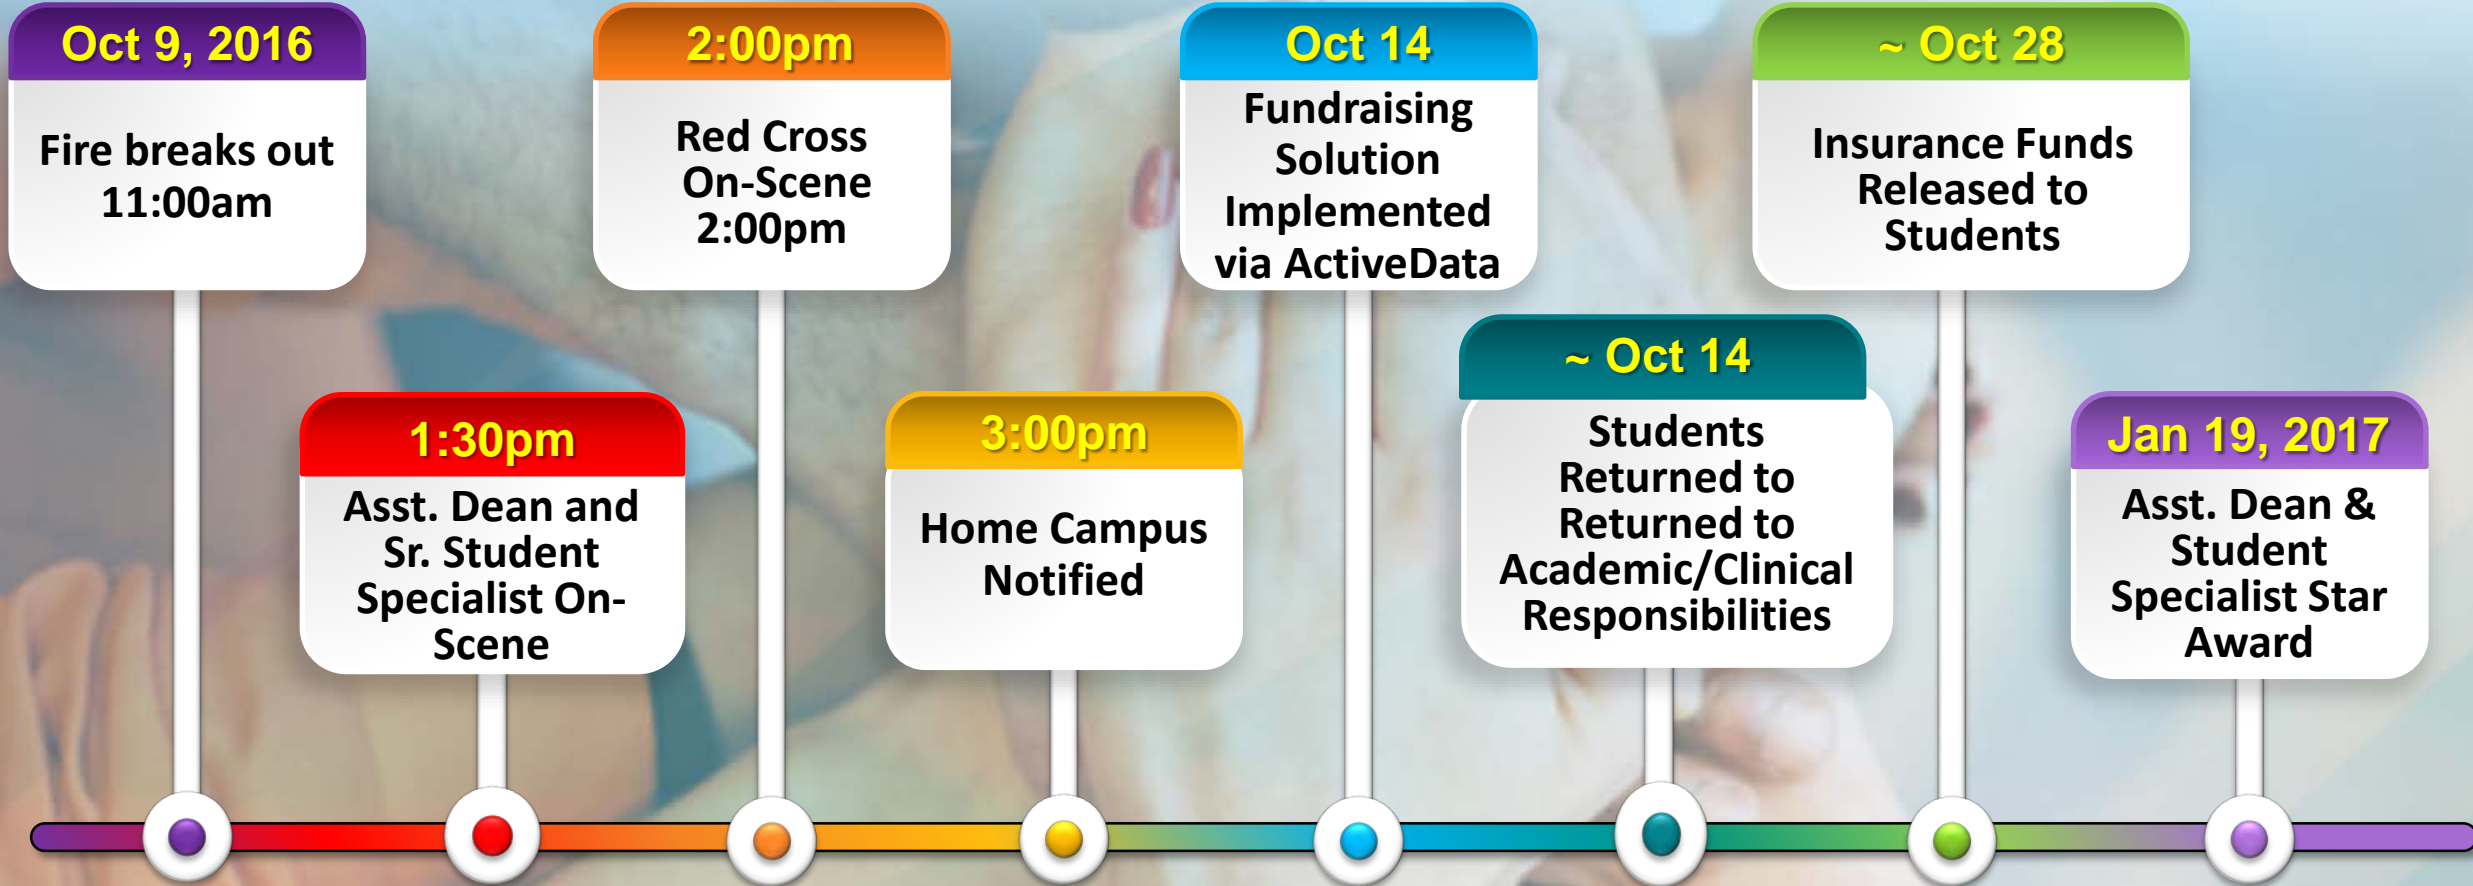 Oct 9, 2016
Fire breaks out
11:00am
1:30pm
Asst. Dean and
Sr. Student
Specialist On-
Scene
2:00pm
Red Cross
On-Scene
2:00pm
3:00pm
Home Campus
Notified
Oct 14
Fundraising
Solution
Implemented
via ActiveData
~ Oct 14
Students
Returned to
Returned to
Academic/Clinical
Responsibilities
~ Oct 28
Insurance Funds
Released to
Students
Jan 19, 2017
Asst. Dean &
Student
Specialist Star
Award